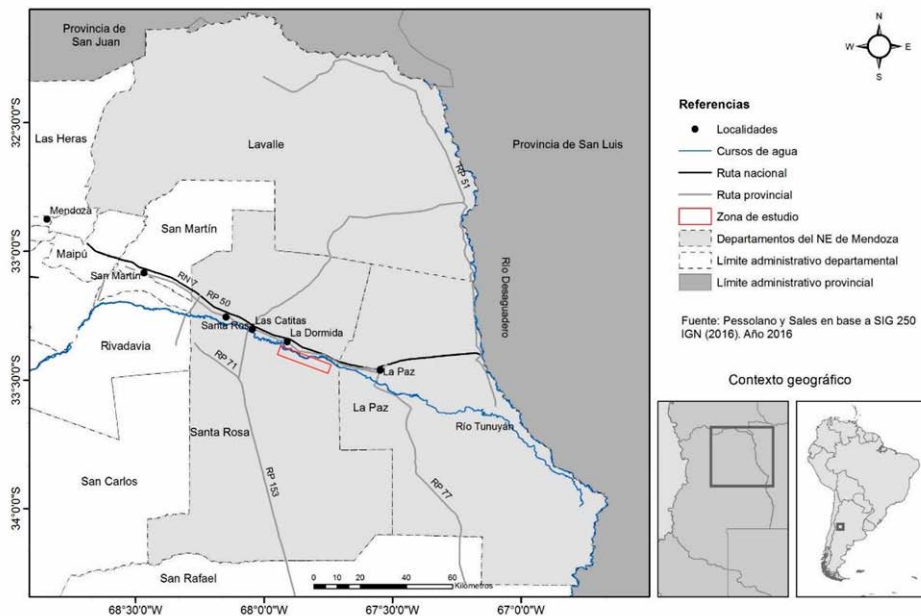 Provincia de
San Juan
Las Heras
Lavalle
Provincia de San Luis
RP 51
Mendoza
San Martín
Maipú
San Martín
RN 7
RP 50
Río Desaguadero
Santa Rosa
Las Catitas
La Dormida
Rivadavia
RP 71
La Paz
La Paz
Río Tunuyán
Santa Rosa
San Carlos
RP 153
RP 77
San Rafael
0 10 20 40 60
Kilómetros
32°30'0"S
33°0'0"S
33°30'0"S
34°0'0"S
68°30'0"W
68°0'0"W
67°30'0"W
67°0'0"W
N
W
E
S
Referencias
Localidades
Cursos de agua
Ruta nacional
Ruta provincial
Zona de estudio
Departamentos del NE de Mendoza
Límite administrativo departamental
Límite administrativo provincial
Fuente: Pessolano y Sales en base a SIG 250
IGN (2016). Año 2016
Contexto geográfico